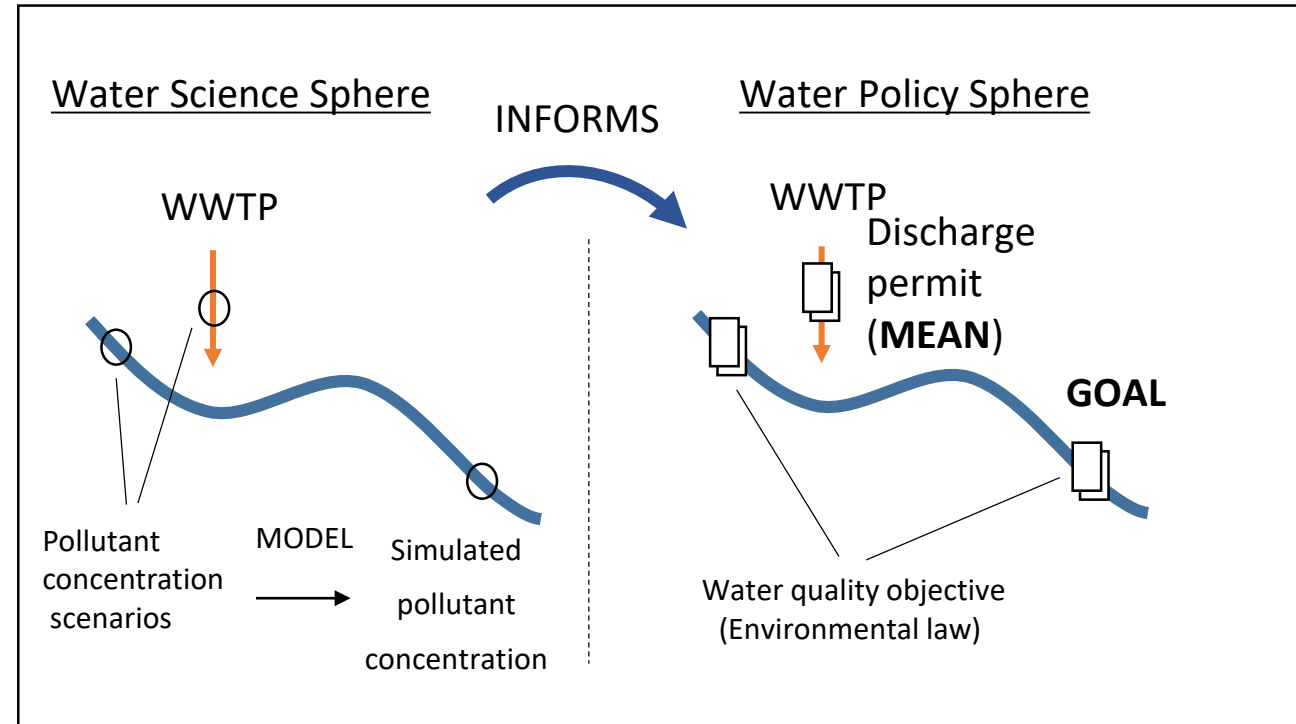 Water Science Sphere
INFORMS
Water Policy Sphere
WWTP
Pollutant
concentration
scenarios
MODEL
Simulated
pollutant
concentration
WWTP
Discharge
permit
(MEAN)
GOAL
Water quality objective
(Environmental law)